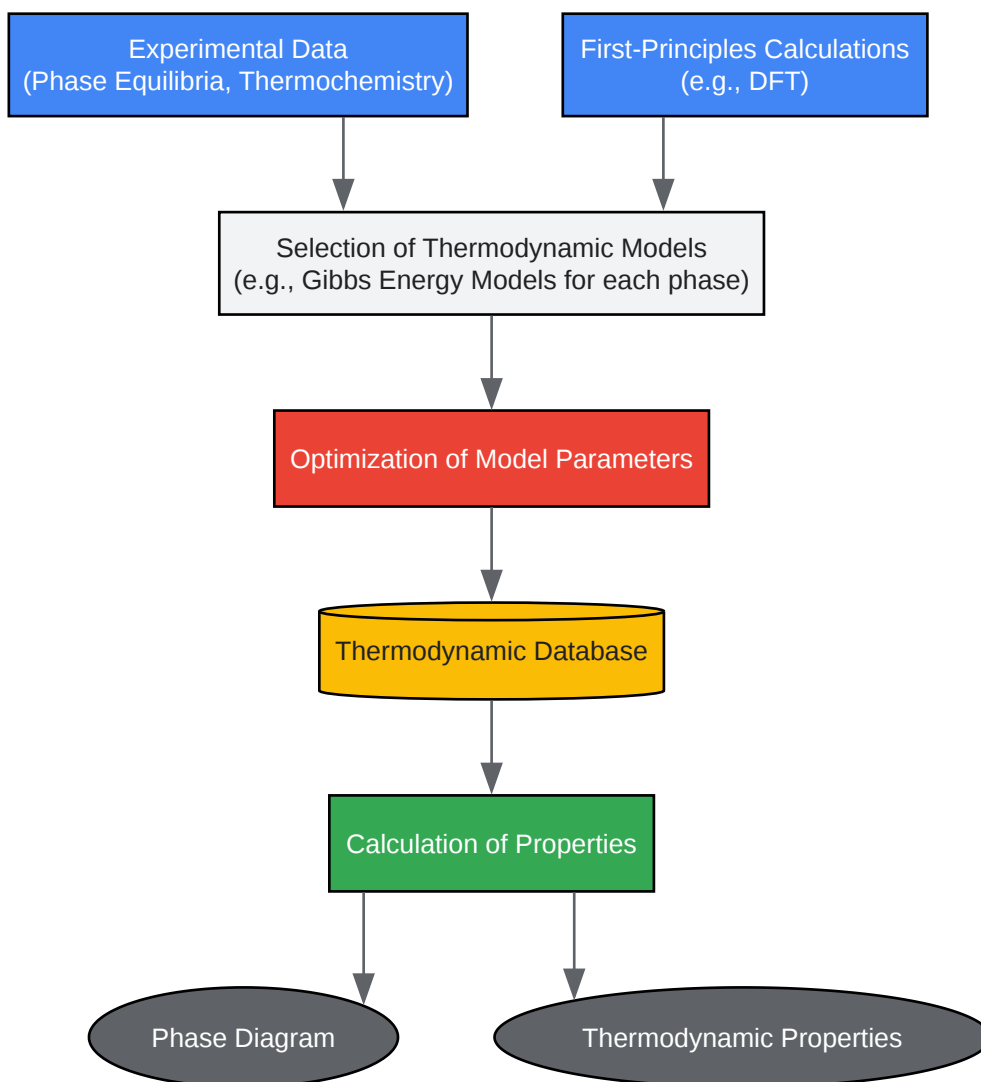 Experimental Data
(Phase Equilibria, Thermochemistry)
First-Principles Calculations
(e.g., DFT)
Selection of Thermodynamic Models
(e.g., Gibbs Energy Models for each phase)
Optimization of Model Parameters
Thermodynamic Database
Calculation of Properties
Phase Diagram
Thermodynamic Properties